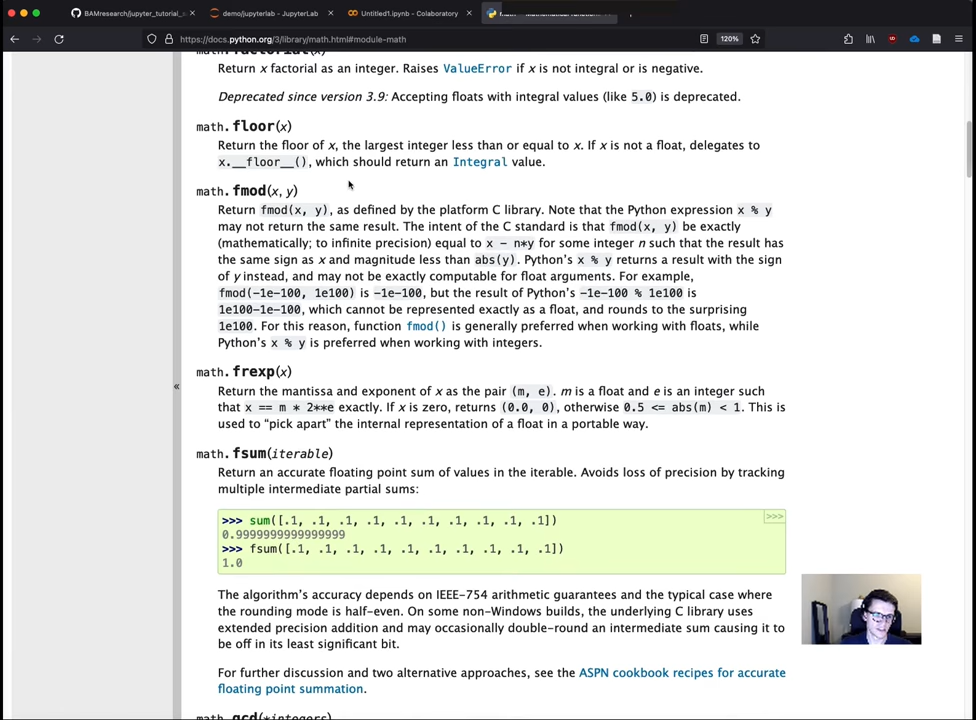 BAMresearch/jupyter_tutorial_s
demo/jupyterlab - JupyterLab
Untitled1.ipynb - Colaboratory
https://docs.python.org/3/library/math.html#module-math
120%
Return x factorial as an integer. Raises ValueError if x is not integral or is negative.
Deprecated since version 3.9: Accepting floats with integral values (like 5.0) is deprecated.
math.floor(x)
Return the floor of x, the largest integer less than or equal to x. If x is not a float, delegates to
x.__floor__(), which should return an Integral value.
math.fmod(x, y)
Return fmod(x, y), as defined by the platform C library. Note that the Python expression x % y
may not return the same result. The intent of the C standard is that fmod(x, y) be exactly
(mathematically; to infinite precision) equal to x - n*y for some integer n such that the result has
the same sign as x and magnitude less than abs(y). Python's x % y returns a result with the sign
of y instead, and may not be exactly computable for float arguments. For example,
fmod(-1e-100, 1e100) is -1e-100, but the result of Python's -1e-100 % 1e100 is
1e100-1e-100, which cannot be represented exactly as a float, and rounds to the surprising
1e100. For this reason, function fmod() is generally preferred when working with floats, while
Python's x % y is preferred when working with integers.
«
math.frexp(x)
Return the mantissa and exponent of x as the pair (m, e). m is a float and e is an integer such
that x == m * 2**e exactly. If x is zero, returns (0.0, 0), otherwise 0.5 <= abs(m) < 1. This is
used to “pick apart” the internal representation of a float in a portable way.
math.fsum(iterable)
Return an accurate floating point sum of values in the iterable. Avoids loss of precision by tracking
multiple intermediate partial sums:
>>> sum([.1, .1, .1, .1, .1, .1, .1, .1, .1, .1])
>>>
0.9999999999999999
>>> fsum([.1, .1, .1, .1, .1, .1, .1, .1, .1, .1])
1.0
The algorithm's accuracy depends on IEEE-754 arithmetic guarantees and the typical case where
the rounding mode is half-even. On some non-Windows builds, the underlying C library uses
extended precision addition and may occasionally double-round an intermediate sum causing it to
be off in its least significant bit.
For further discussion and two alternative approaches, see the ASPN cookbook recipes for accurate
floating point summation.
math.gcd(*integers)